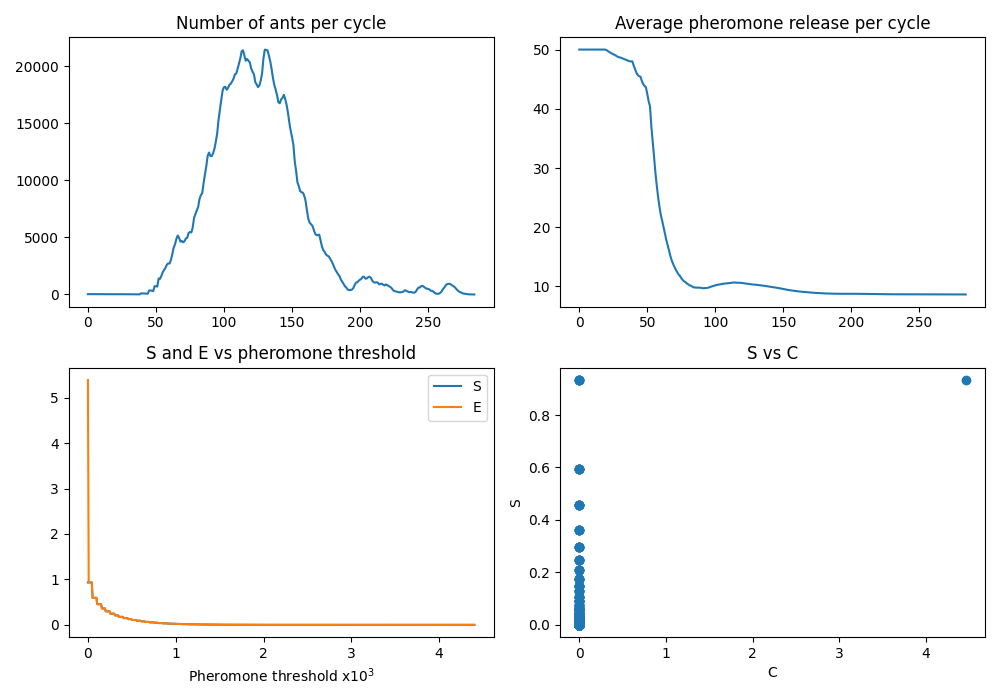 Number of ants per cycle
20000
15000
10000
5000
0
0 50 100 150 200 250
Average pheromone release per cycle
50
40
30
20
10
0 50 100 150 200 250
S and E vs pheromone threshold
S
E
5
4
3
2
1
0
0 1 2 3 4
Pheromone threshold x10³
S vs C
S
0.8
0.6
0.4
0.2
0.0
0 1 2 3 4
C